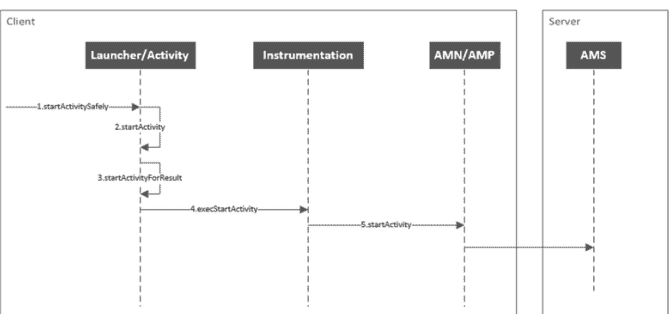 Client
Server
Launcher/Activity
Instrumentation
AMN/AMP
AMS
1.startActivitySafely
2.startActivity
3.startActivityForResult
4.execStartActivity
5.startActivity